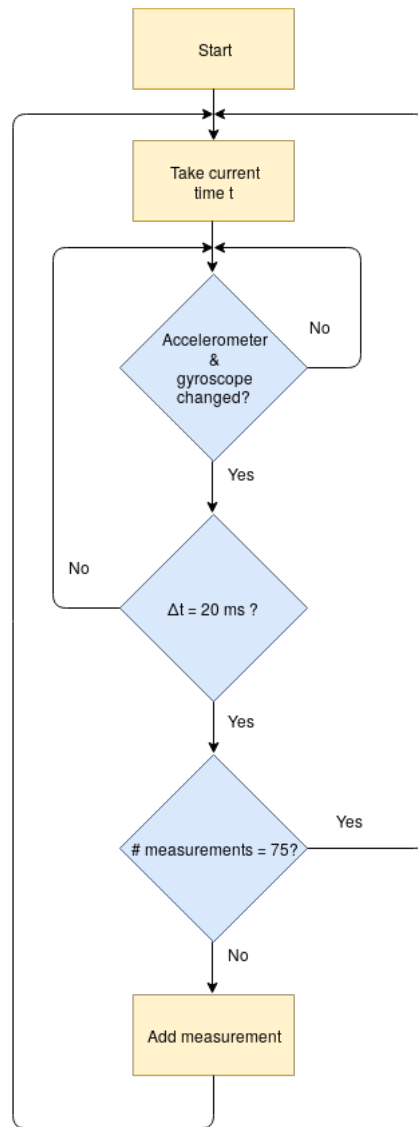 Start
Take current
time t
Accelerometer
&
gyroscope
changed?
No
Yes
No
Δt = 20 ms ?
Yes
# measurements = 75?
Yes
No
Add measurement